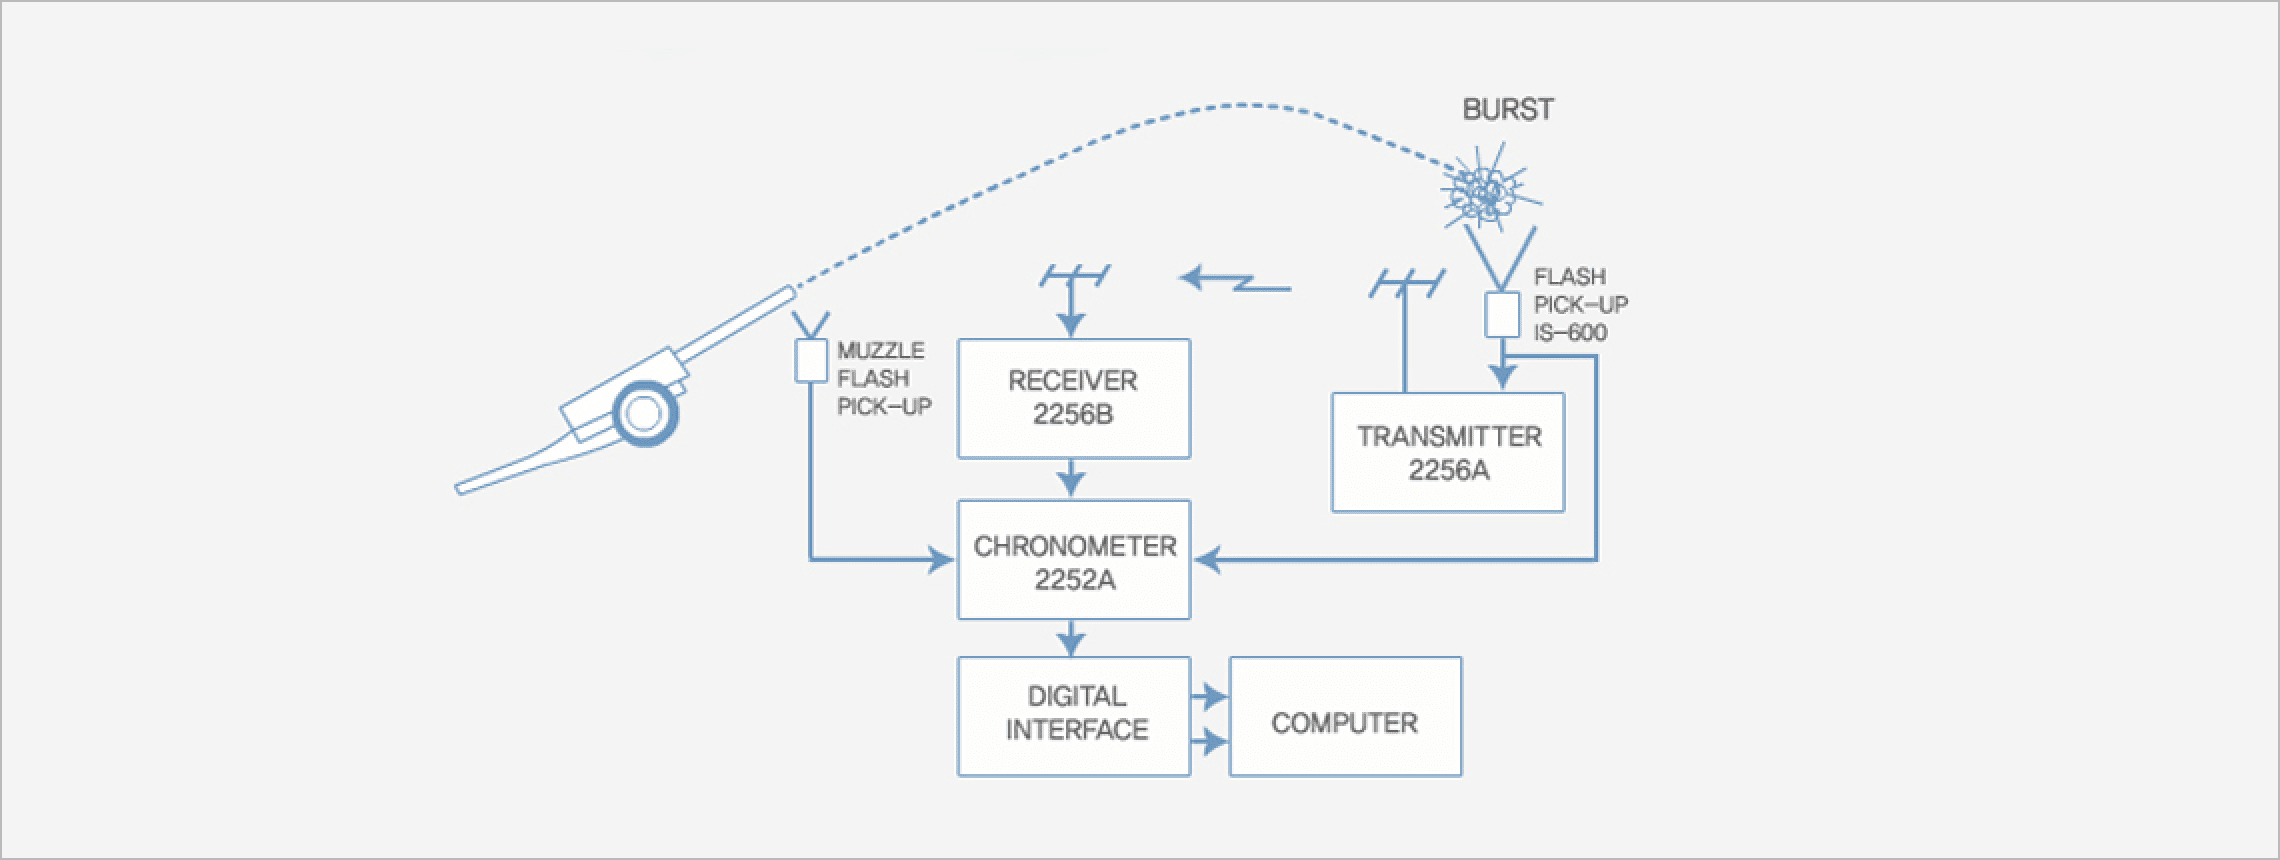 BURST
FLASH
PICK-UP
IS-600
MUZZLE
FLASH
PICK-UP
RECEIVER
2256B
TRANSMITTER
2256A
CHRONOMETER
2252A
DIGITAL
INTERFACE
COMPUTER